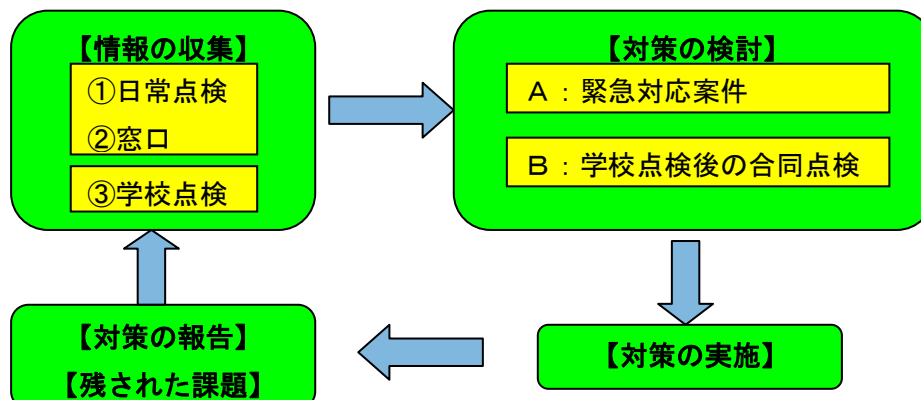 【情報の収集】
①日常点検
②窓口
③学校点検
【対策の検討】
Ａ：緊急対応案件
Ｂ：学校点検後の合同点検
【対策の実施】
【対策の報告】
【残された課題】